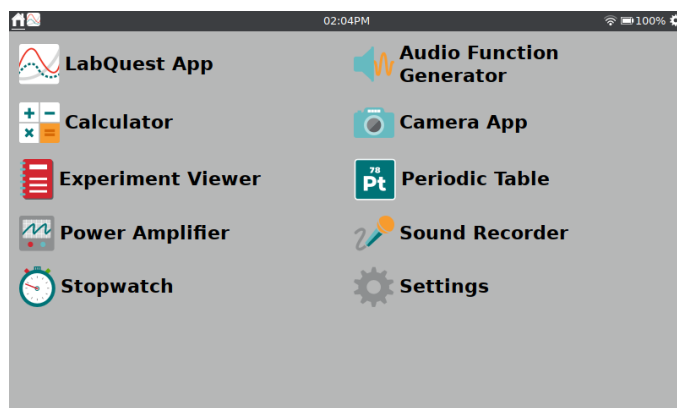 02:04PM
100%
LabQuest App
Audio Function
Generator
Calculator
Camera App
Experiment Viewer
78
Pt
Periodic Table
Power Amplifier
Sound Recorder
Stopwatch
Settings